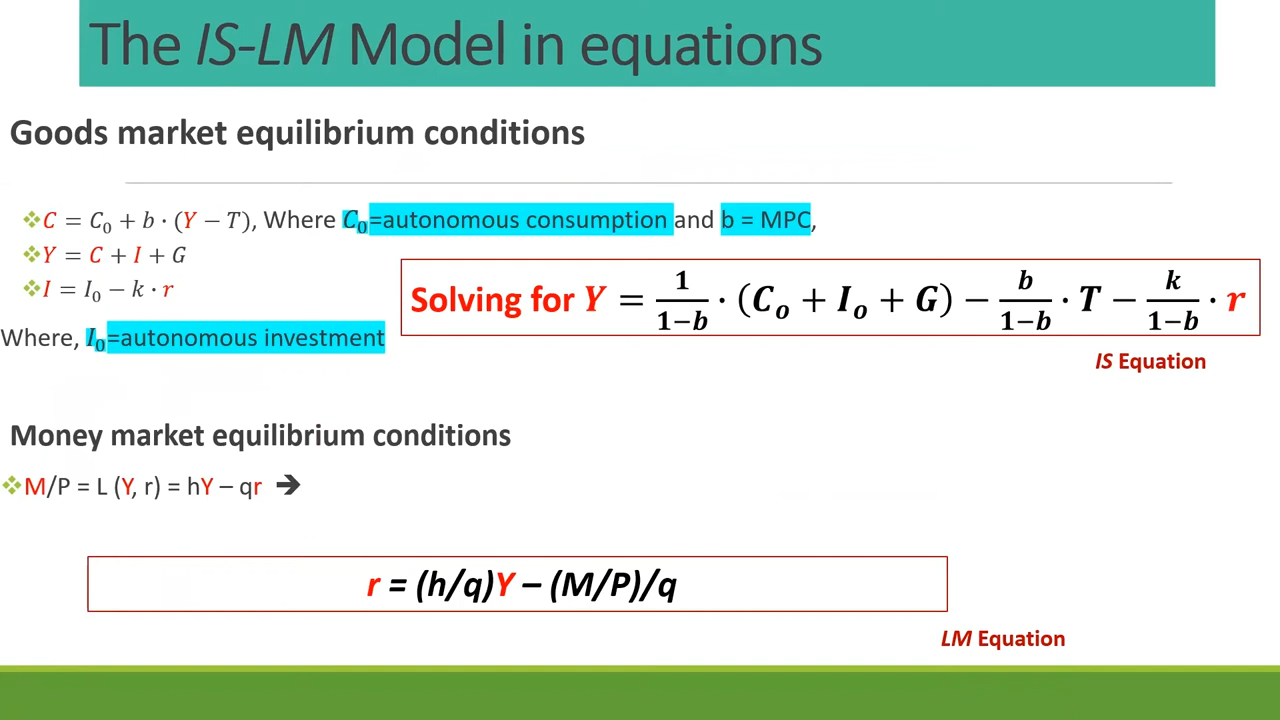 The IS-LM Model in equations
Goods market equilibrium conditions
❖C = C₀ + b · (Y − T), Where C₀=autonomous consumption and b = MPC,
❖Y = C + I + G
❖I = I₀ − k · r
Solving for Y = 1/(1−b) · (Cₒ + Iₒ + G) − b/(1−b) · T − k/(1−b) · r
Where, I₀=autonomous investment
IS Equation
Money market equilibrium conditions
❖M/P = L (Y, r) = hY – qr ➔
r = (h/q)Y – (M/P)/q
LM Equation